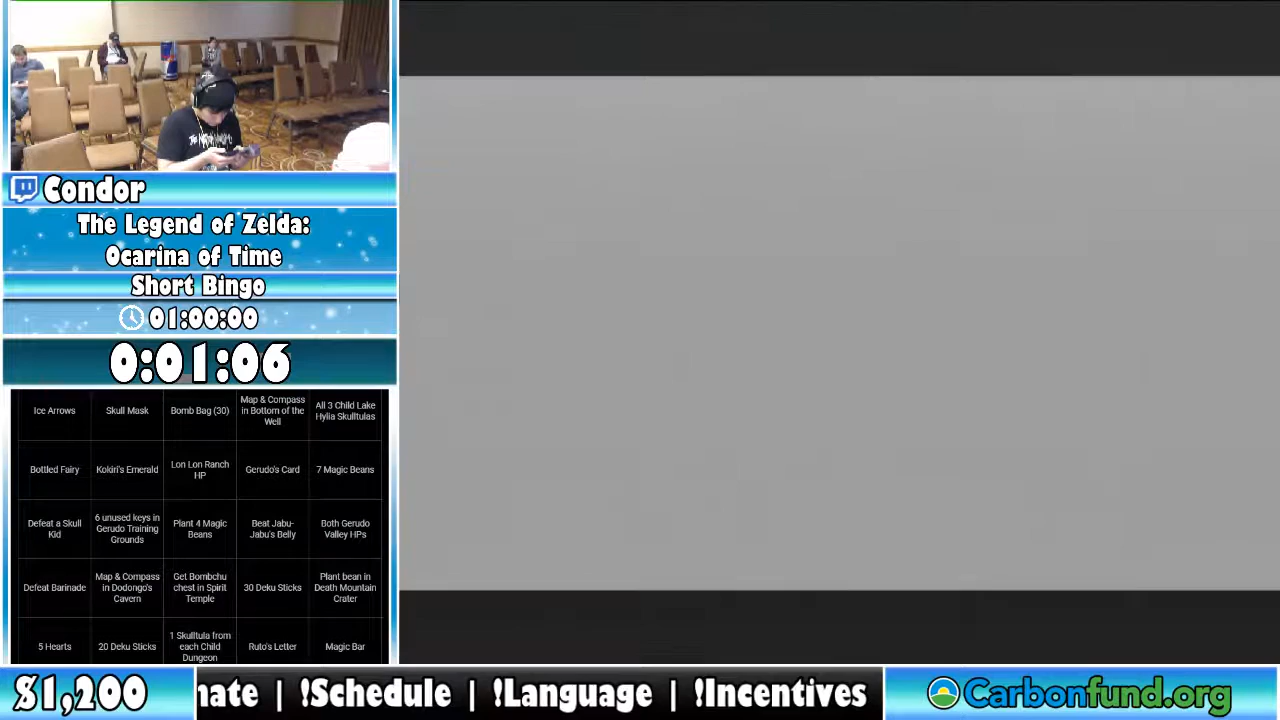 Condor
The Legend of Zelda:
Ocarina of Time
Short Bingo
01:00:00
0:01:06
Ice Arrows
Skull Mask
Bomb Bag (30)
Map & Compass
in Bottom of the
Well
All 3 Child Lake
Hylia Skulltulas
Bottled Fairy
Kokiri's Emerald
Lon Lon Ranch
HP
Gerudo's Card
7 Magic Beans
Defeat a Skull
Kid
6 unused keys in
Gerudo Training
Grounds
Plant 4 Magic
Beans
Beat Jabu-
Jabu's Belly
Both Gerudo
Valley HPs
Defeat Barinade
Map & Compass
in Dodongo's
Cavern
Get Bombchu
chest in Spirit
Temple
30 Deku Sticks
Plant bean in
Death Mountain
Crater
5 Hearts
20 Deku Sticks
1 Skulltula from
each Child
Dungeon
Ruto's Letter
Magic Bar
$1,200
nate | !Schedule | !Language | !Incentives
Carbonfund.org